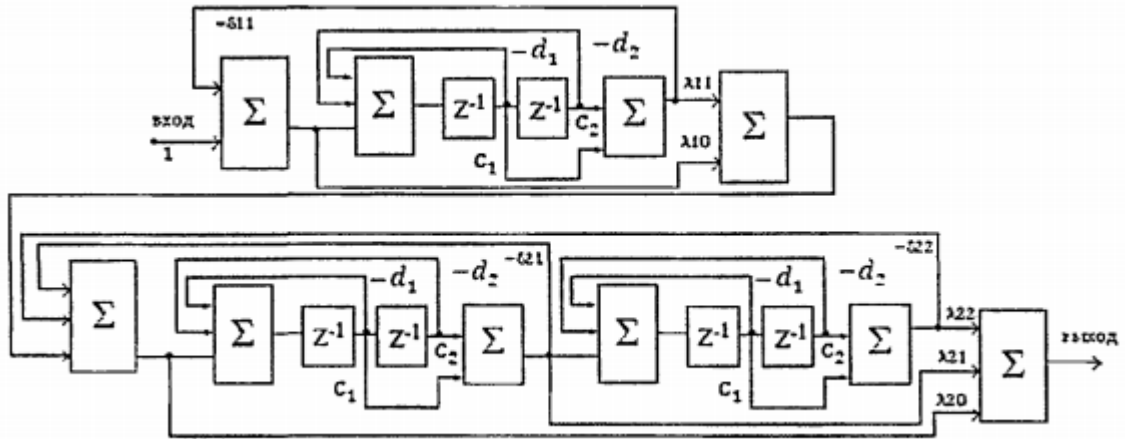 -δ11
-d₁
-d₂
λ11
вход
1
Σ
Σ
Z⁻¹
Z⁻¹
C₂
Σ
λ10
Σ
C₁
-δ21
-δ22
-d₁
-d₂
-d₁
-d₂
Σ
Σ
Z⁻¹
Z⁻¹
C₂
Σ
Σ
Z⁻¹
Z⁻¹
C₂
Σ
λ22
выход
λ21
Σ
C₁
C₁
λ20